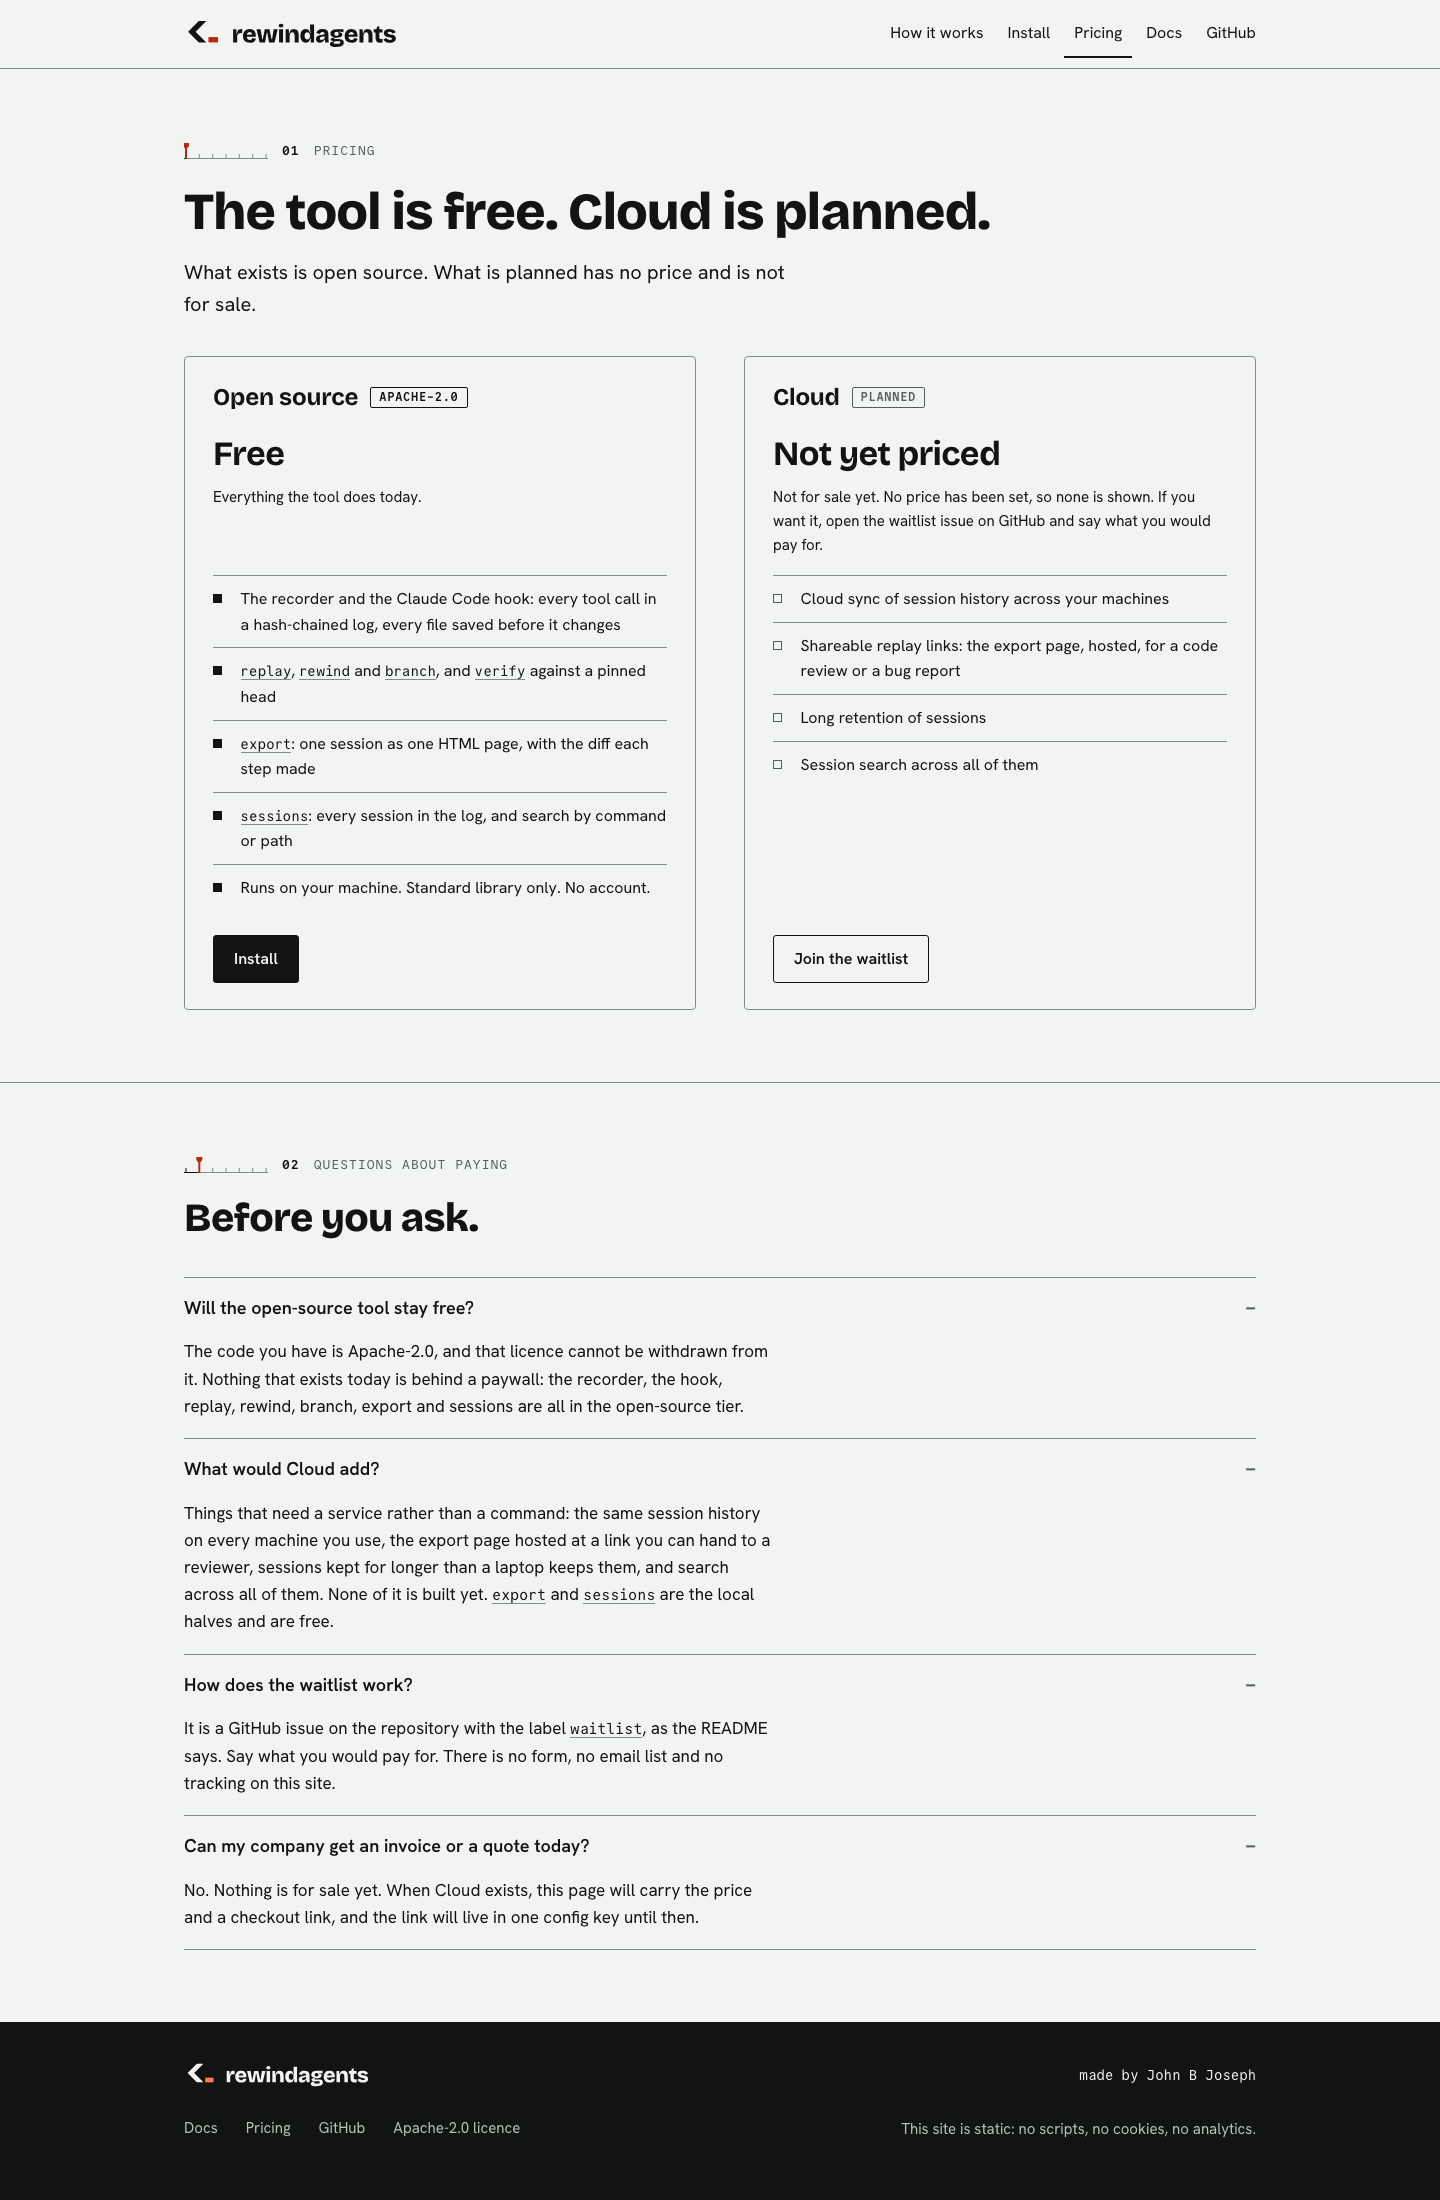 rewindagents
How it works Install Pricing Docs GitHub
01 PRICING
The tool is free. Cloud is planned.
What exists is open source. What is planned has no price and is not
for sale.
Open source APACHE-2.0
Free
Everything the tool does today.
The recorder and the Claude Code hook: every tool call in
a hash-chained log, every file saved before it changes
replay, rewind and branch, and verify against a pinned
head
export: one session as one HTML page, with the diff each
step made
sessions: every session in the log, and search by command
or path
Runs on your machine. Standard library only. No account.
Install
Cloud PLANNED
Not yet priced
Not for sale yet. No price has been set, so none is shown. If you
want it, open the waitlist issue on GitHub and say what you would
pay for.
Cloud sync of session history across your machines
Shareable replay links: the export page, hosted, for a code
review or a bug report
Long retention of sessions
Session search across all of them
Join the waitlist
02 QUESTIONS ABOUT PAYING
Before you ask.
Will the open-source tool stay free?
The code you have is Apache-2.0, and that licence cannot be withdrawn from
it. Nothing that exists today is behind a paywall: the recorder, the hook,
replay, rewind, branch, export and sessions are all in the open-source tier.
What would Cloud add?
Things that need a service rather than a command: the same session history
on every machine you use, the export page hosted at a link you can hand to a
reviewer, sessions kept for longer than a laptop keeps them, and search
across all of them. None of it is built yet. export and sessions are the local
halves and are free.
How does the waitlist work?
It is a GitHub issue on the repository with the label waitlist, as the README
says. Say what you would pay for. There is no form, no email list and no
tracking on this site.
Can my company get an invoice or a quote today?
No. Nothing is for sale yet. When Cloud exists, this page will carry the price
and a checkout link, and the link will live in one config key until then.
rewindagents
made by John B Joseph
Docs Pricing GitHub Apache-2.0 licence
This site is static: no scripts, no cookies, no analytics.